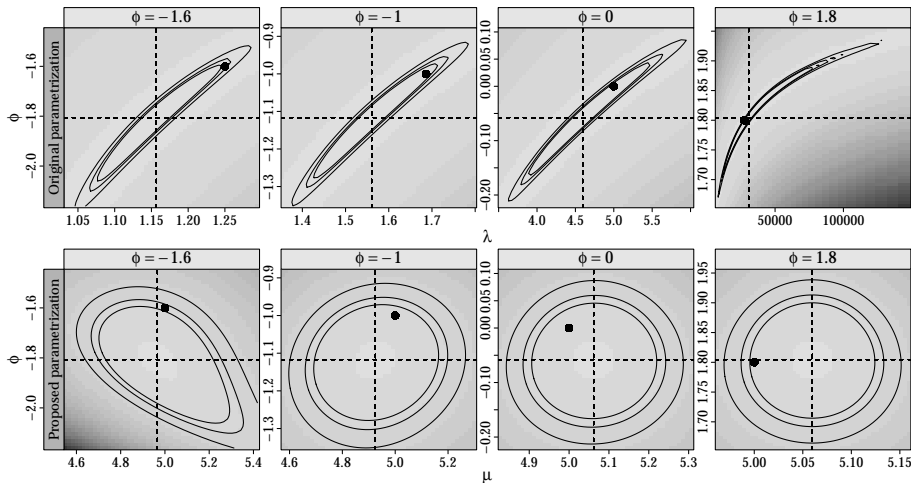 ϕ = −1.6
ϕ = −1
ϕ = 0
ϕ = 1.8
Original parametrization
ϕ
−1.6
−1.8
−2.0
1.05 1.10 1.15 1.20 1.25
−0.9
−1.0
−1.1
−1.2
−1.3
1.4 1.5 1.6 1.7
0.10
0.05
0.00
−0.10
−0.20
4.0 4.5 5.0 5.5
1.90
1.85
1.80
1.75
1.70
50000 100000
λ
ϕ = −1.6
ϕ = −1
ϕ = 0
ϕ = 1.8
Proposed parametrization
ϕ
−1.6
−1.8
−2.0
4.6 4.8 5.0 5.2 5.4
−0.9
−1.0
−1.1
−1.2
−1.3
4.6 4.8 5.0 5.2
0.10
0.05
0.00
−0.10
−0.20
4.9 5.0 5.1 5.2 5.3
1.95
1.90
1.85
1.80
1.75
1.70
5.00 5.05 5.10 5.15
μ